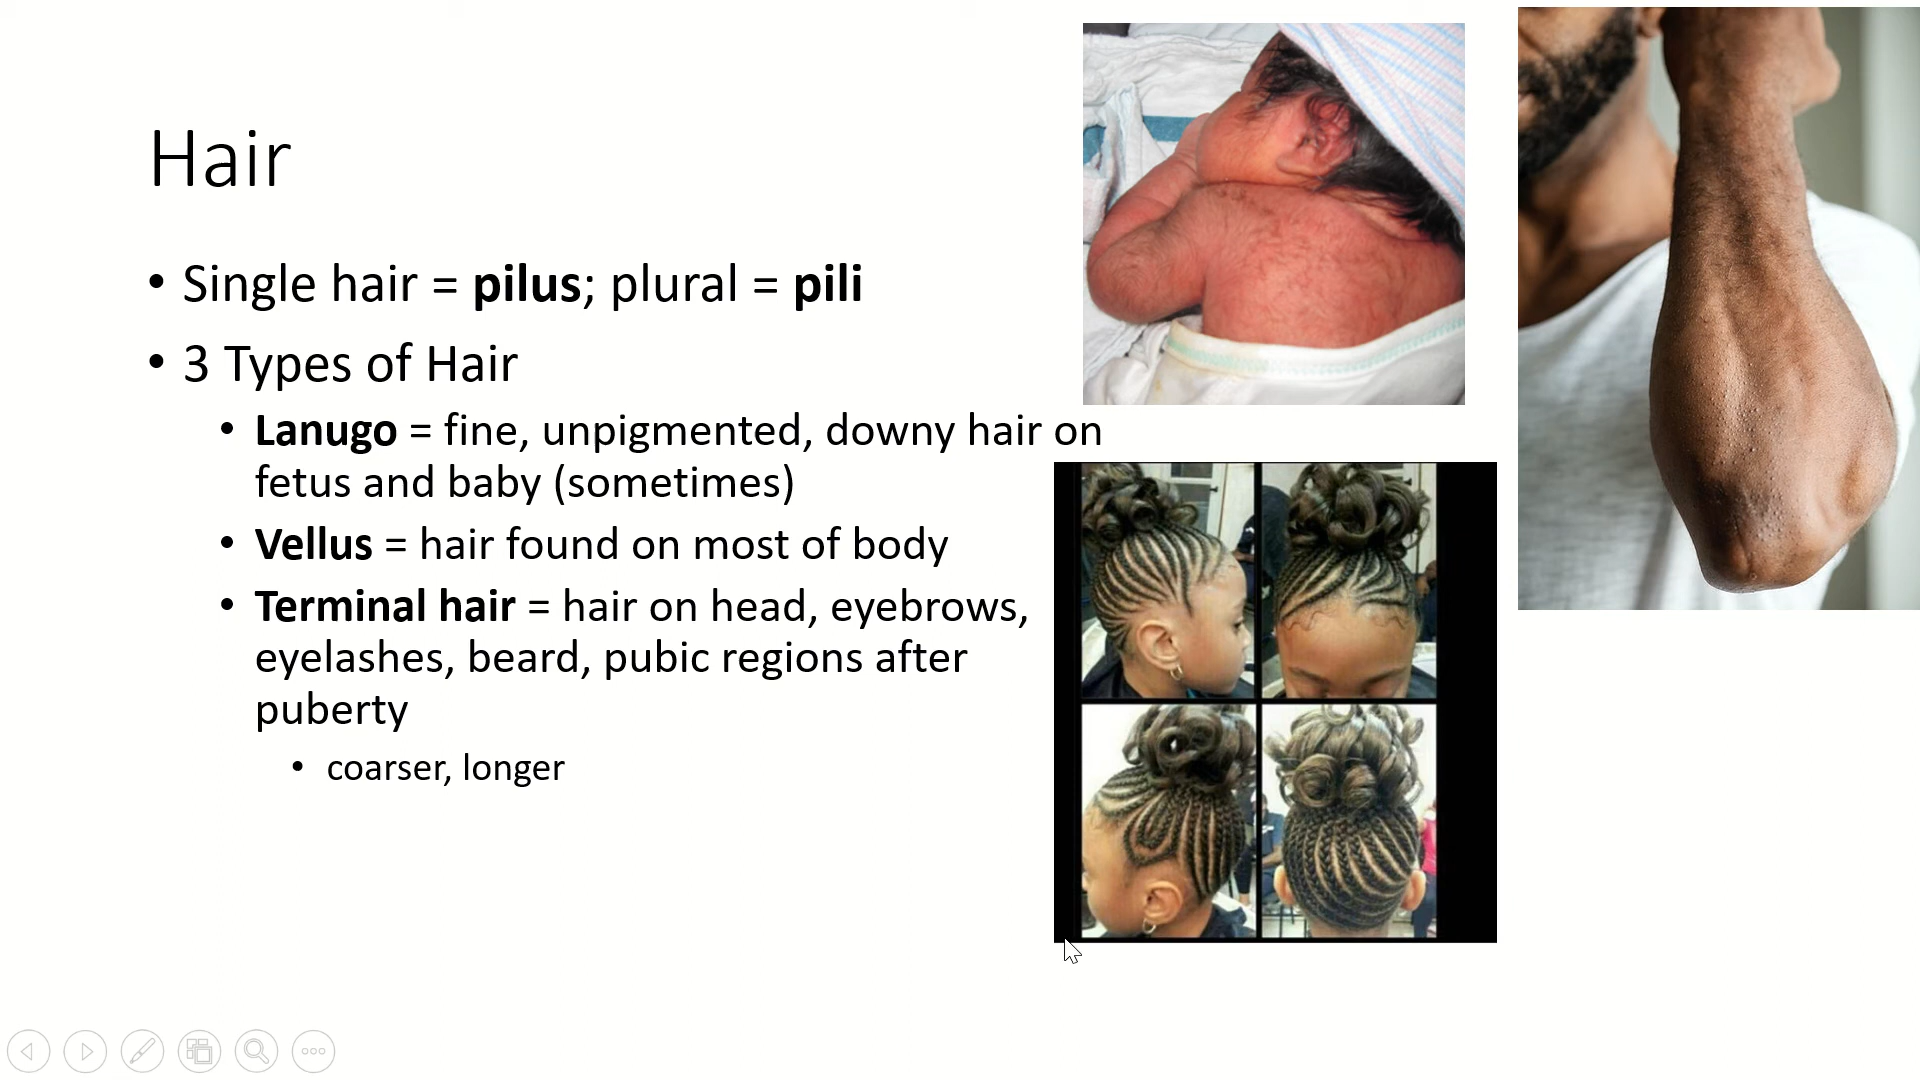 Hair
• Single hair = pilus; plural = pili
• 3 Types of Hair
• Lanugo = fine, unpigmented, downy hair on
fetus and baby (sometimes)
• Vellus = hair found on most of body
• Terminal hair = hair on head, eyebrows,
eyelashes, beard, pubic regions after
puberty
• coarser, longer